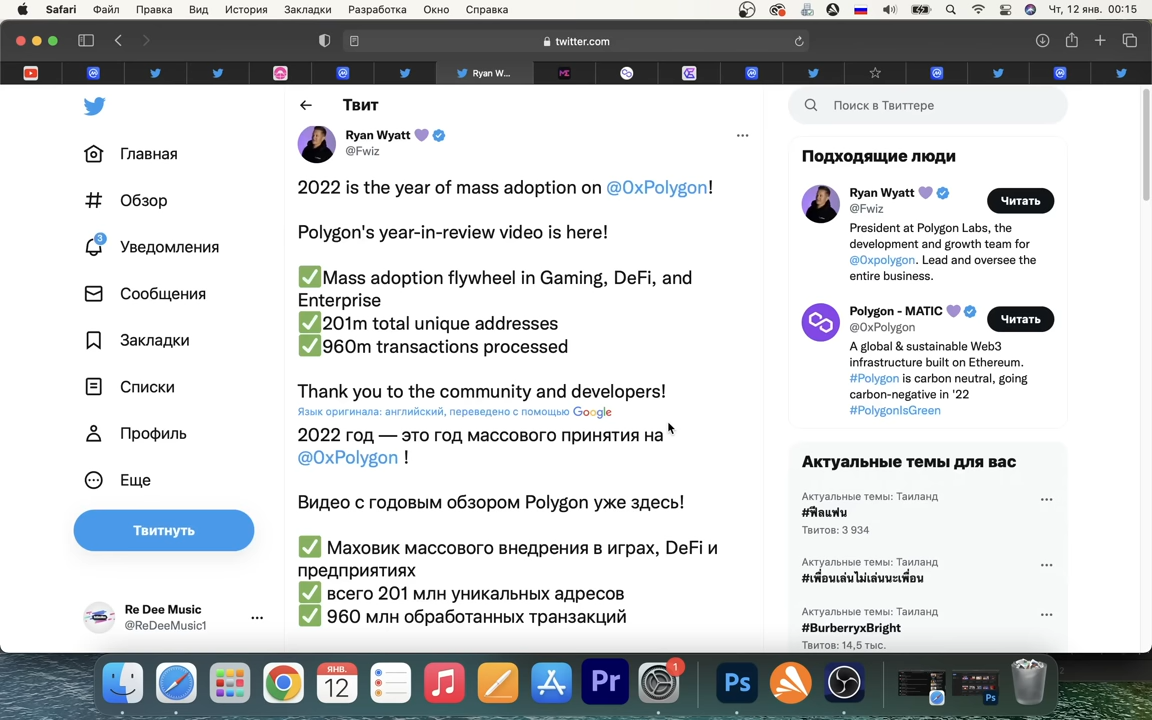 Safari Файл Правка Вид История Закладки Разработка Окно Справка Чт, 12 янв. 00:15
twitter.com
Ryan W...
Твит
Поиск в Твиттере
Главная
Обзор
3
Уведомления
Сообщения
Закладки
Списки
Профиль
Еще
Твитнуть
Re Dee Music
@ReDeeMusic1
Ryan Wyatt
@Fwiz
2022 is the year of mass adoption on @0xPolygon!
Polygon's year-in-review video is here!
Mass adoption flywheel in Gaming, DeFi, and
Enterprise
201m total unique addresses
960m transactions processed
Thank you to the community and developers!
Язык оригинала: английский, переведено с помощью Google
2022 год — это год массового принятия на
@0xPolygon !
Видео с годовым обзором Polygon уже здесь!
Маховик массового внедрения в играх, DeFi и
предприятиях
всего 201 млн уникальных адресов
960 млн обработанных транзакций
Подходящие люди
Ryan Wyatt
@Fwiz
Читать
President at Polygon Labs, the
development and growth team for
@0xpolygon. Lead and oversee the
entire business.
Polygon - MATIC
@0xPolygon
Читать
A global & sustainable Web3
infrastructure built on Ethereum.
#Polygon is carbon neutral, going
carbon-negative in '22
#PolygonIsGreen
Актуальные темы для вас
Актуальные темы: Таиланд
#ฟีลแฟน
Твитов: 3 934
Актуальные темы: Таиланд
#เพื่อนเล่นไม่เล่นนะเพื่อน
Актуальные темы: Таиланд
#BurberryxBright
Твитов: 14,5 тыс.
ЯНВ.
12
Pr
1
Ps
Ps